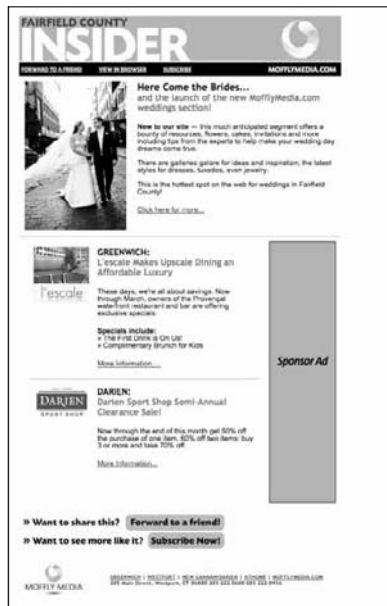 FAIRFIELD COUNTY
INSIDER
FORWARD TO A FRIEND VIEW IN BROWSER SUBSCRIBE MOFFLYMEDIA.COM
Here Come the Brides...
and the launch of the new MofflyMedia.com
weddings section!
New to our site — this much anticipated segment offers a
bounty of resources, flowers, cakes, invitations and more
including tips from the experts to help make your wedding day
dreams come true.
There are galleries galore for ideas and inspiration, the latest
styles for dresses, tuxedos, even jewelry.
This is the hottest spot on the web for weddings in Fairfield
County!
Click here for more...
GREENWICH:
L'escale Makes Upscale Dining an
Affordable Luxury
l'escale
These days, we're all about savings. Now
through March, owners of the Provençal
waterfront restaurant and bar are offering
exclusive specials.
Specials include:
» The First Drink is On Us!
» Complimentary Brunch for Kids
More Information...
Sponsor Ad
DARIEN
SPORT SHOP
DARIEN:
Darien Sport Shop Semi-Annual
Clearance Sale!
Now through the end of this month get 50% off
the purchase of one item, 60% off two items; buy
3 or more and take 70% off.
More Information...
» Want to share this? Forward to a friend!
» Want to see more like it? Subscribe Now!
MOFFLY MEDIA
GREENWICH | WESTPORT | NEW CANAAN DARIEN | ATHOME | MOFFLYMEDIA.COM